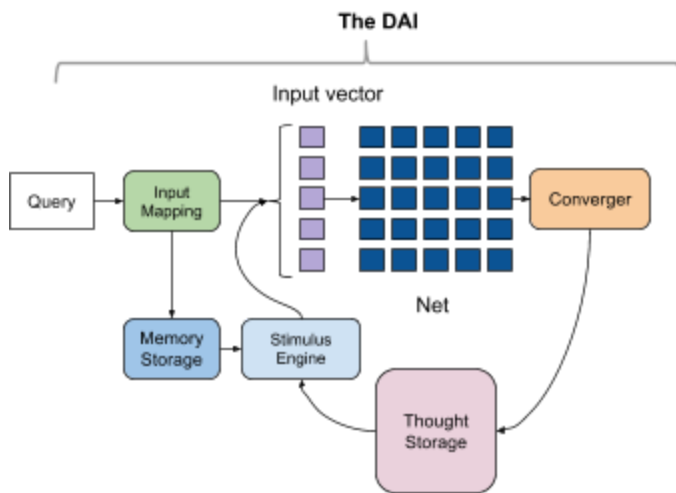 The DAI
Input vector
Query
Input
Mapping
Converger
Net
Memory
Storage
Stimulus
Engine
Thought
Storage